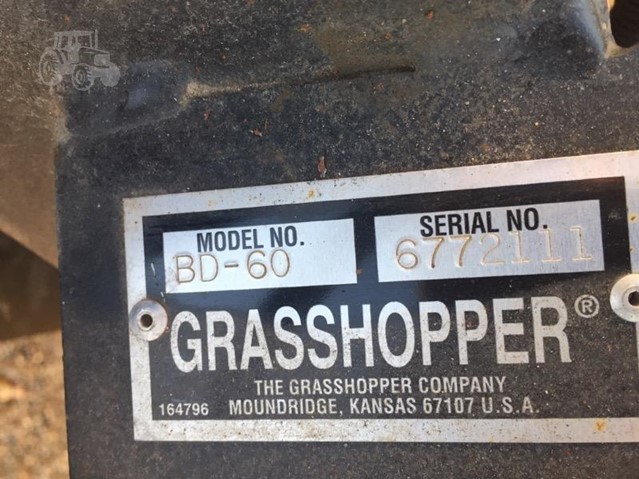 MODEL NO.
BD-60
SERIAL NO.
6772111
GRASSHOPPER®
THE GRASSHOPPER COMPANY
164796 MOUNDRIDGE, KANSAS 67107 U.S.A.